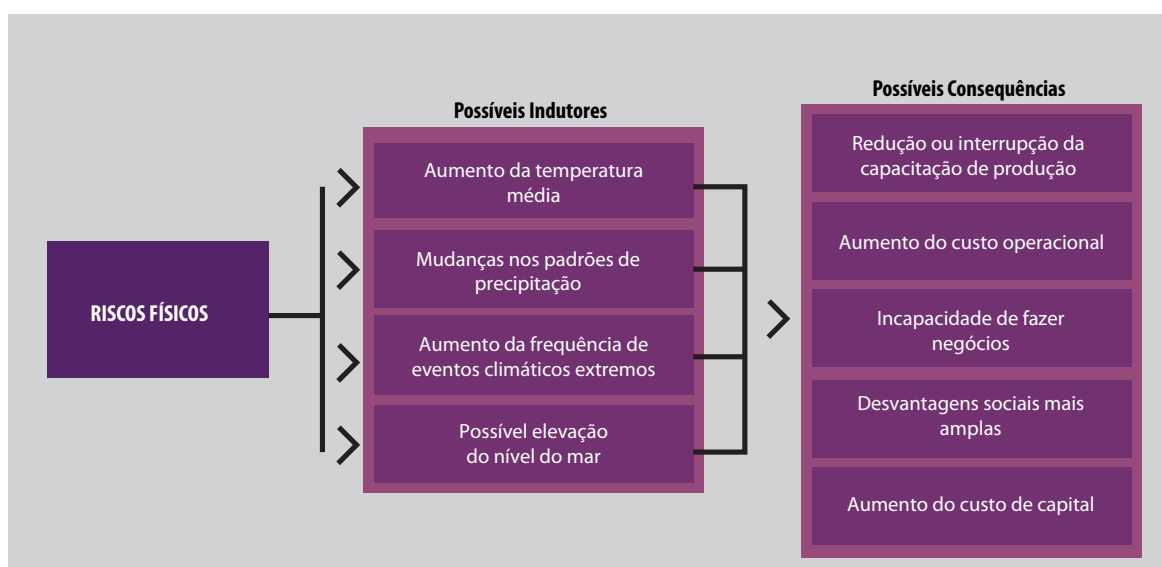 RISCOS FÍSICOS
Possíveis Indutores
Aumento da temperatura
média
Mudanças nos padrões de
precipitação
Aumento da frequência de
eventos climáticos extremos
Possível elevação
do nível do mar
Possíveis Consequências
Redução ou interrupção da
capacitação de produção
Aumento do custo operacional
Incapacidade de fazer
negócios
Desvantagens sociais mais
amplas
Aumento do custo de capital